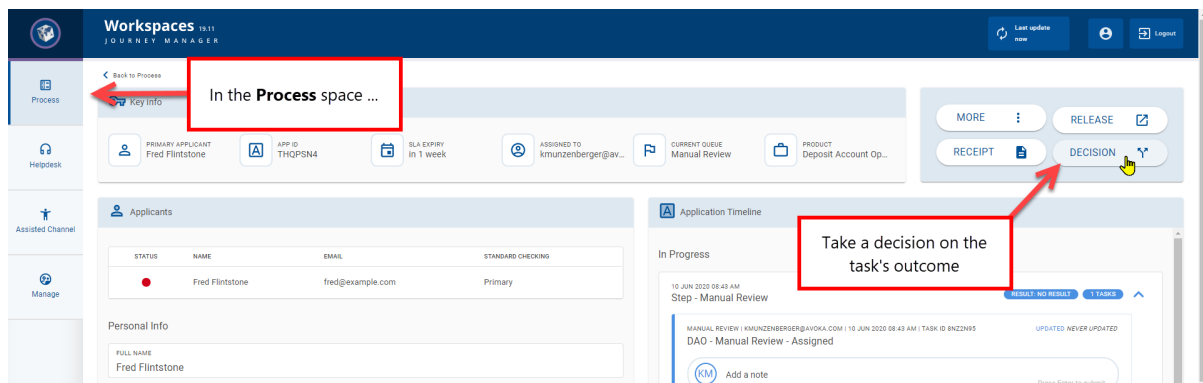 Workspaces 19.11
JOURNEY MANAGER
Last update
now
Logout
Process
Helpdesk
Assisted Channel
Manage
Back to Process
In the Process space ...
Key info
PRIMARY APPLICANT
Fred Flintstone
APP ID
THQPSN4
SLA EXPIRY
in 1 week
ASSIGNED TO
kmunzenberger@av...
CURRENT QUEUE
Manual Review
PRODUCT
Deposit Account Op...
MORE
RELEASE
RECEIPT
DECISION
Take a decision on the
task's outcome
Applicants
STATUS NAME EMAIL STANDARD CHECKING
Fred Flintstone fred@example.com Primary
Personal Info
FULL NAME
Fred Flintstone
Application Timeline
In Progress
10 JUN 2020 08:43 AM
Step - Manual Review
RESULT: NO RESULT 1 TASKS
MANUAL REVIEW | KMUNZENBERGER@AVOKA.COM | 10 JUN 2020 08:43 AM | TASK ID BNZ2N95
UPDATED NEVER UPDATED
DAO - Manual Review - Assigned
KM Add a note